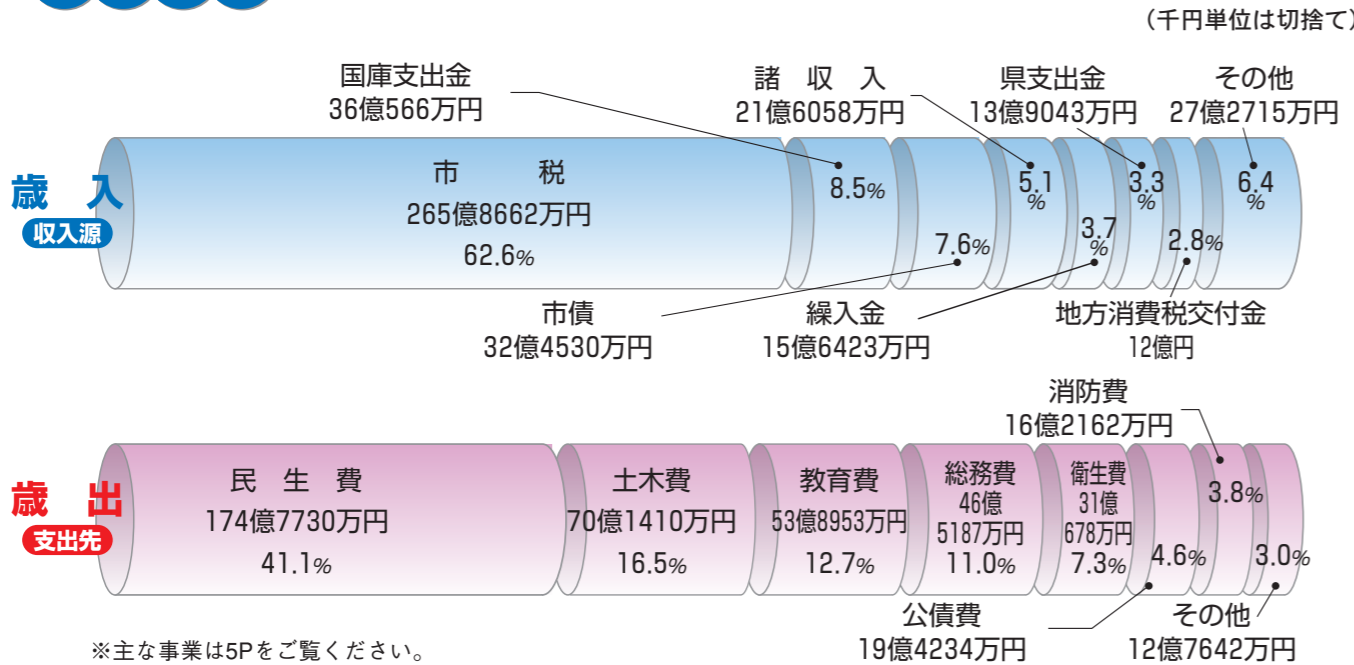 (千円単位は切捨て)
国庫支出金
36億566万円
諸収入
21億6058万円
県支出金
13億9043万円
その他
27億2715万円
歳入
収入源
市税
265億8662万円
62.6%
8.5%
7.6%
5.1%
3.7%
3.3%
2.8%
6.4%
市債
32億4530万円
繰入金
15億6423万円
地方消費税交付金
12億円
消防費
16億2162万円
歳出
支出先
民生費
174億7730万円
41.1%
土木費
70億1410万円
16.5%
教育費
53億8953万円
12.7%
総務費
46億
5187万円
11.0%
衛生費
31億
678万円
7.3%
4.6%
3.8%
3.0%
公債費
19億4234万円
その他
12億7642万円
※主な事業は5Pをご覧ください。